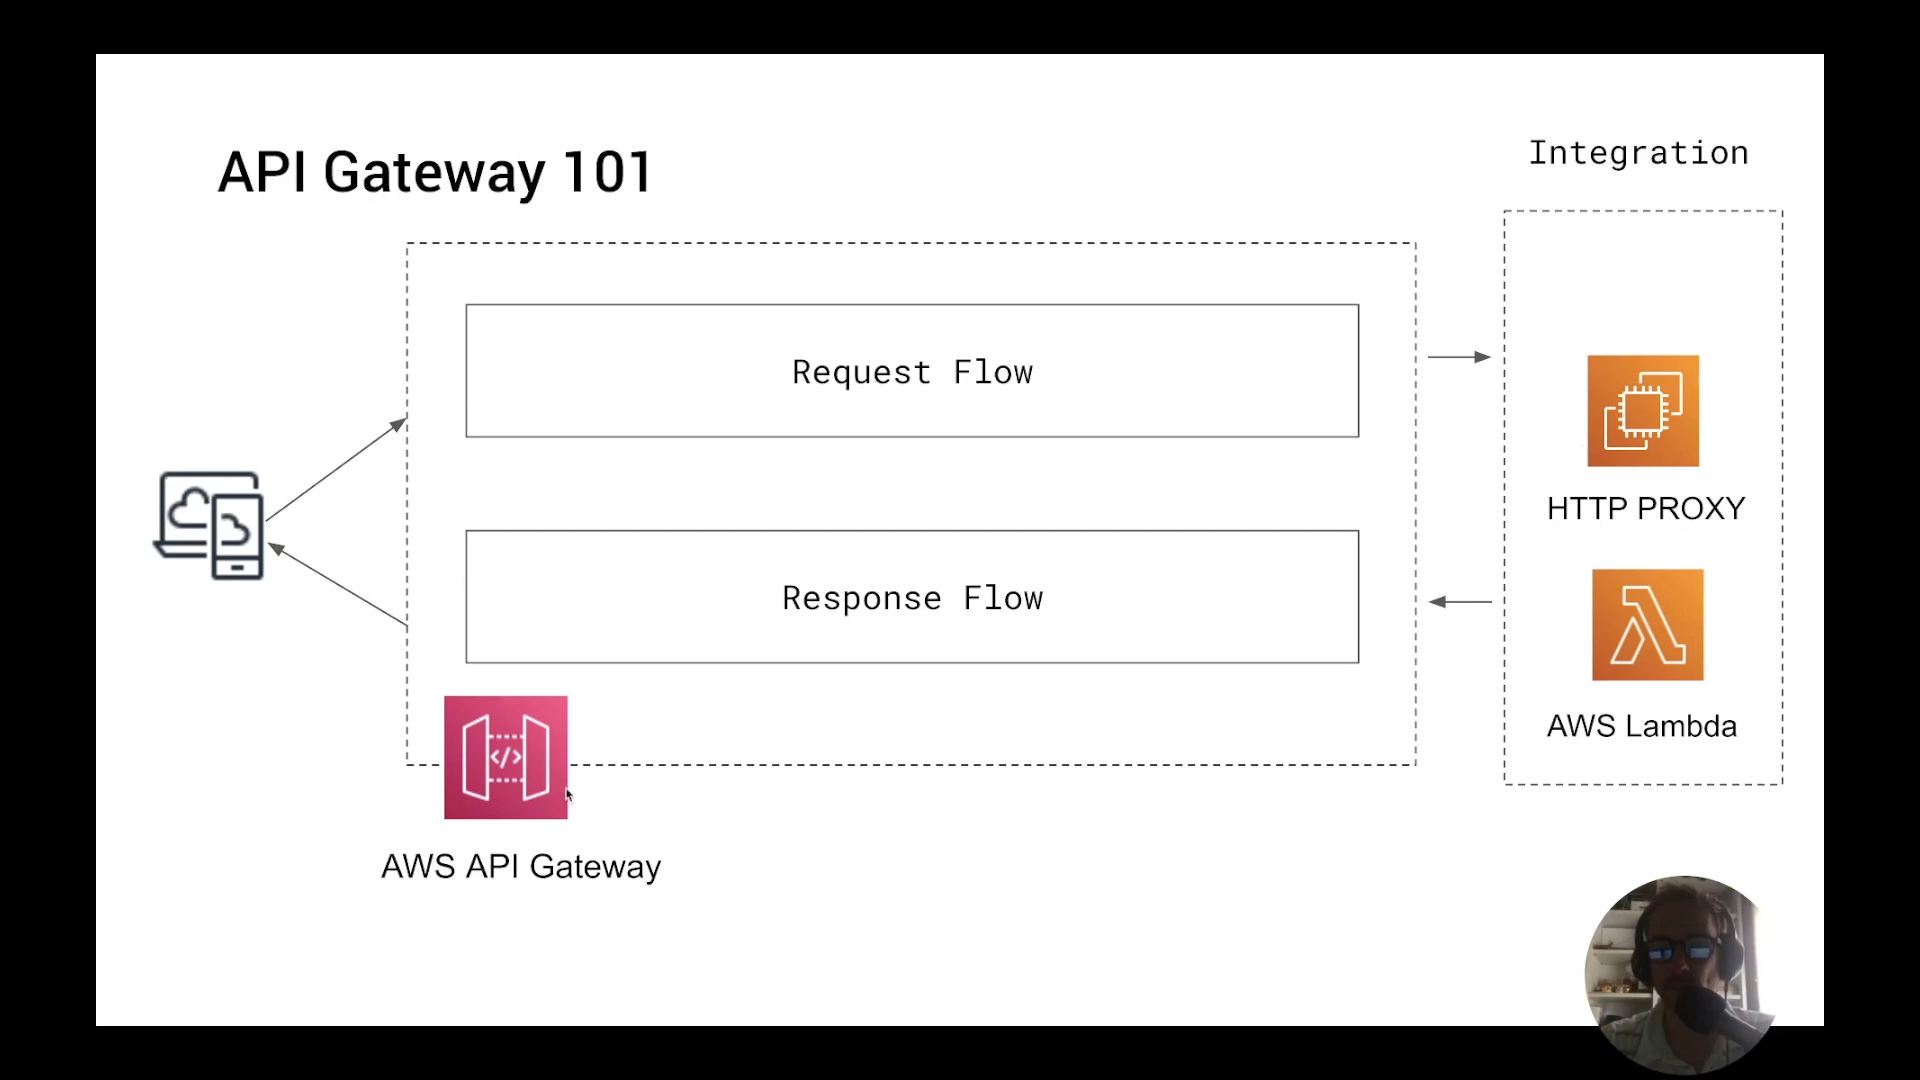 API Gateway 101
Integration
Request Flow
HTTP PROXY
Response Flow
</>
AWS Lambda
AWS API Gateway